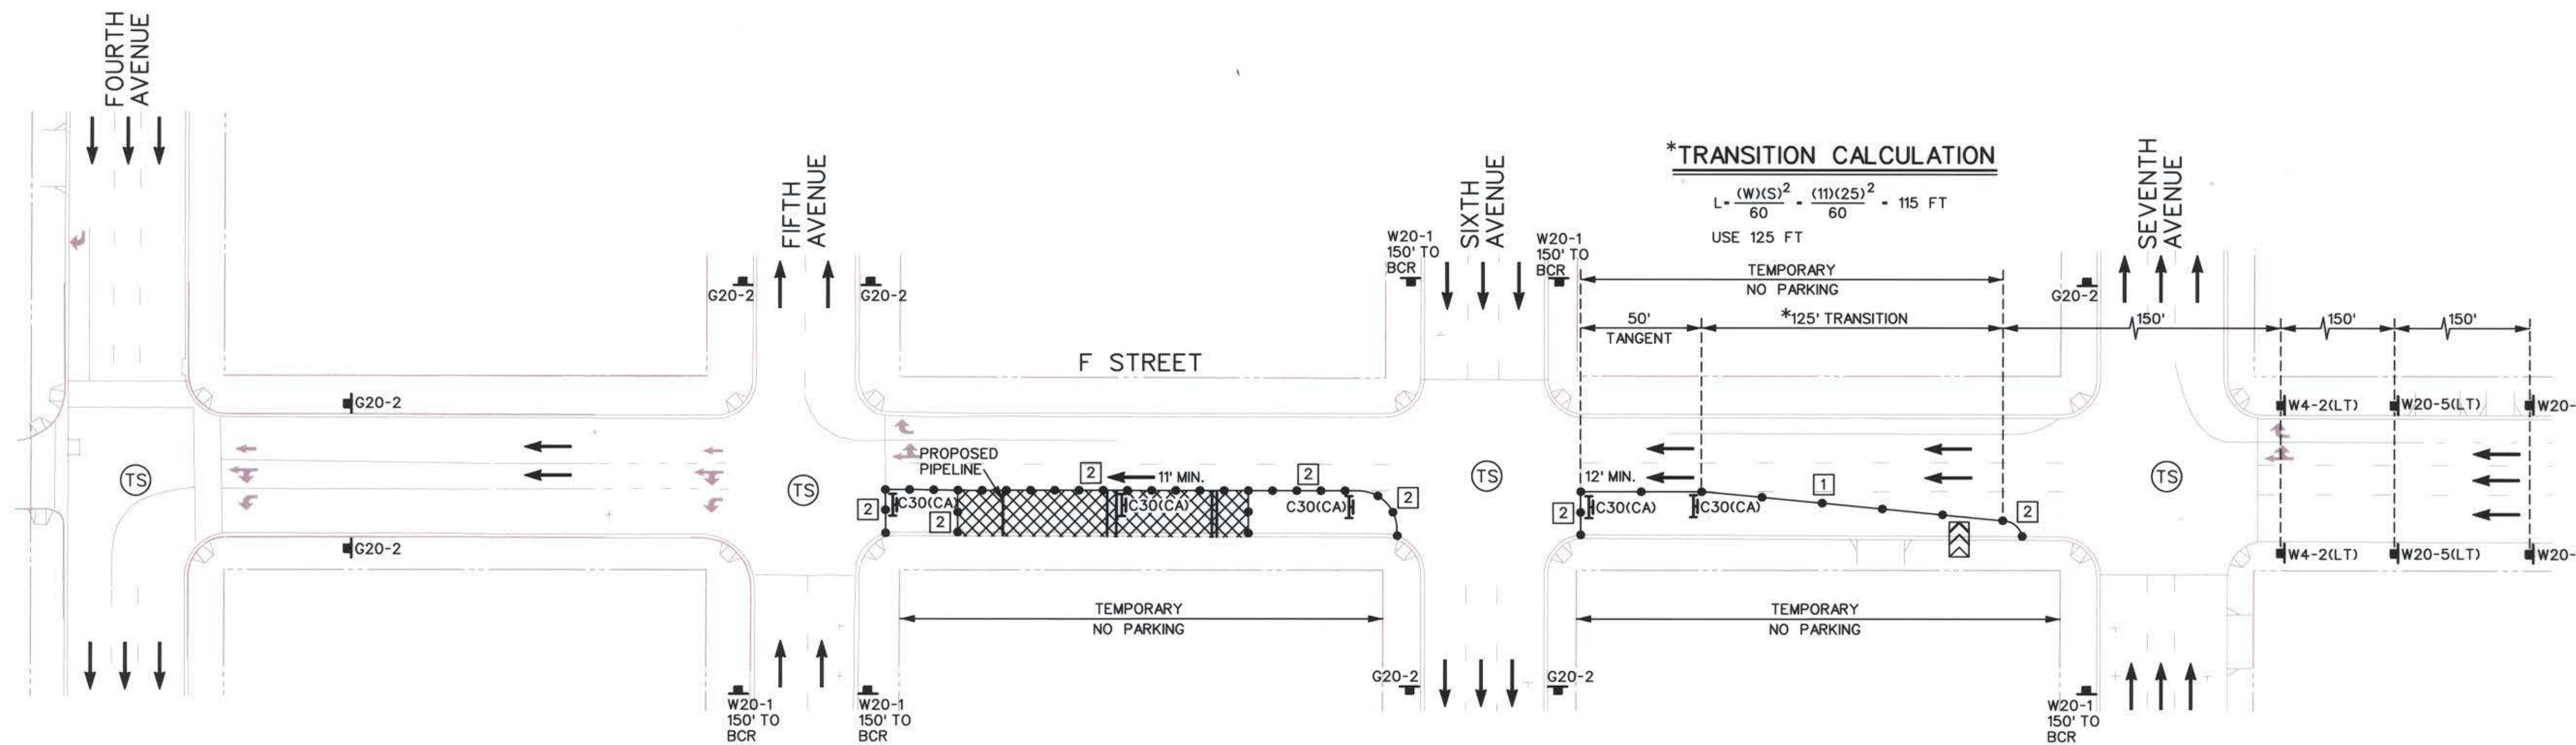 FOURTH
AVENUE
FIFTH
AVENUE
SIXTH
AVENUE
SEVENTH
AVENUE
*TRANSITION CALCULATION
L- (W)(S)² / 60 - (11)(25)² / 60 - 115 FT
USE 125 FT
W20-1
150' TO
BCR
W20-1
150' TO
BCR
TEMPORARY
NO PARKING
G20-2
G20-2
G20-2
50'
TANGENT
*125' TRANSITION
150'
150'
150'
F STREET
G20-2
W4-2(LT)
W20-5(LT)
W20-
PROPOSED
PIPELINE
2
11' MIN.
2
12' MIN.
1
TS
TS
TS
TS
2
C30(CA)
2
C30(CA)
C30(CA)
2
2
C30(CA)
C30(CA)
2
G20-2
W4-2(LT)
W20-5(LT)
W20-
TEMPORARY
NO PARKING
TEMPORARY
NO PARKING
G20-2
G20-2
W20-1
150' TO
BCR
W20-1
150' TO
BCR
W20-1
150' TO
BCR